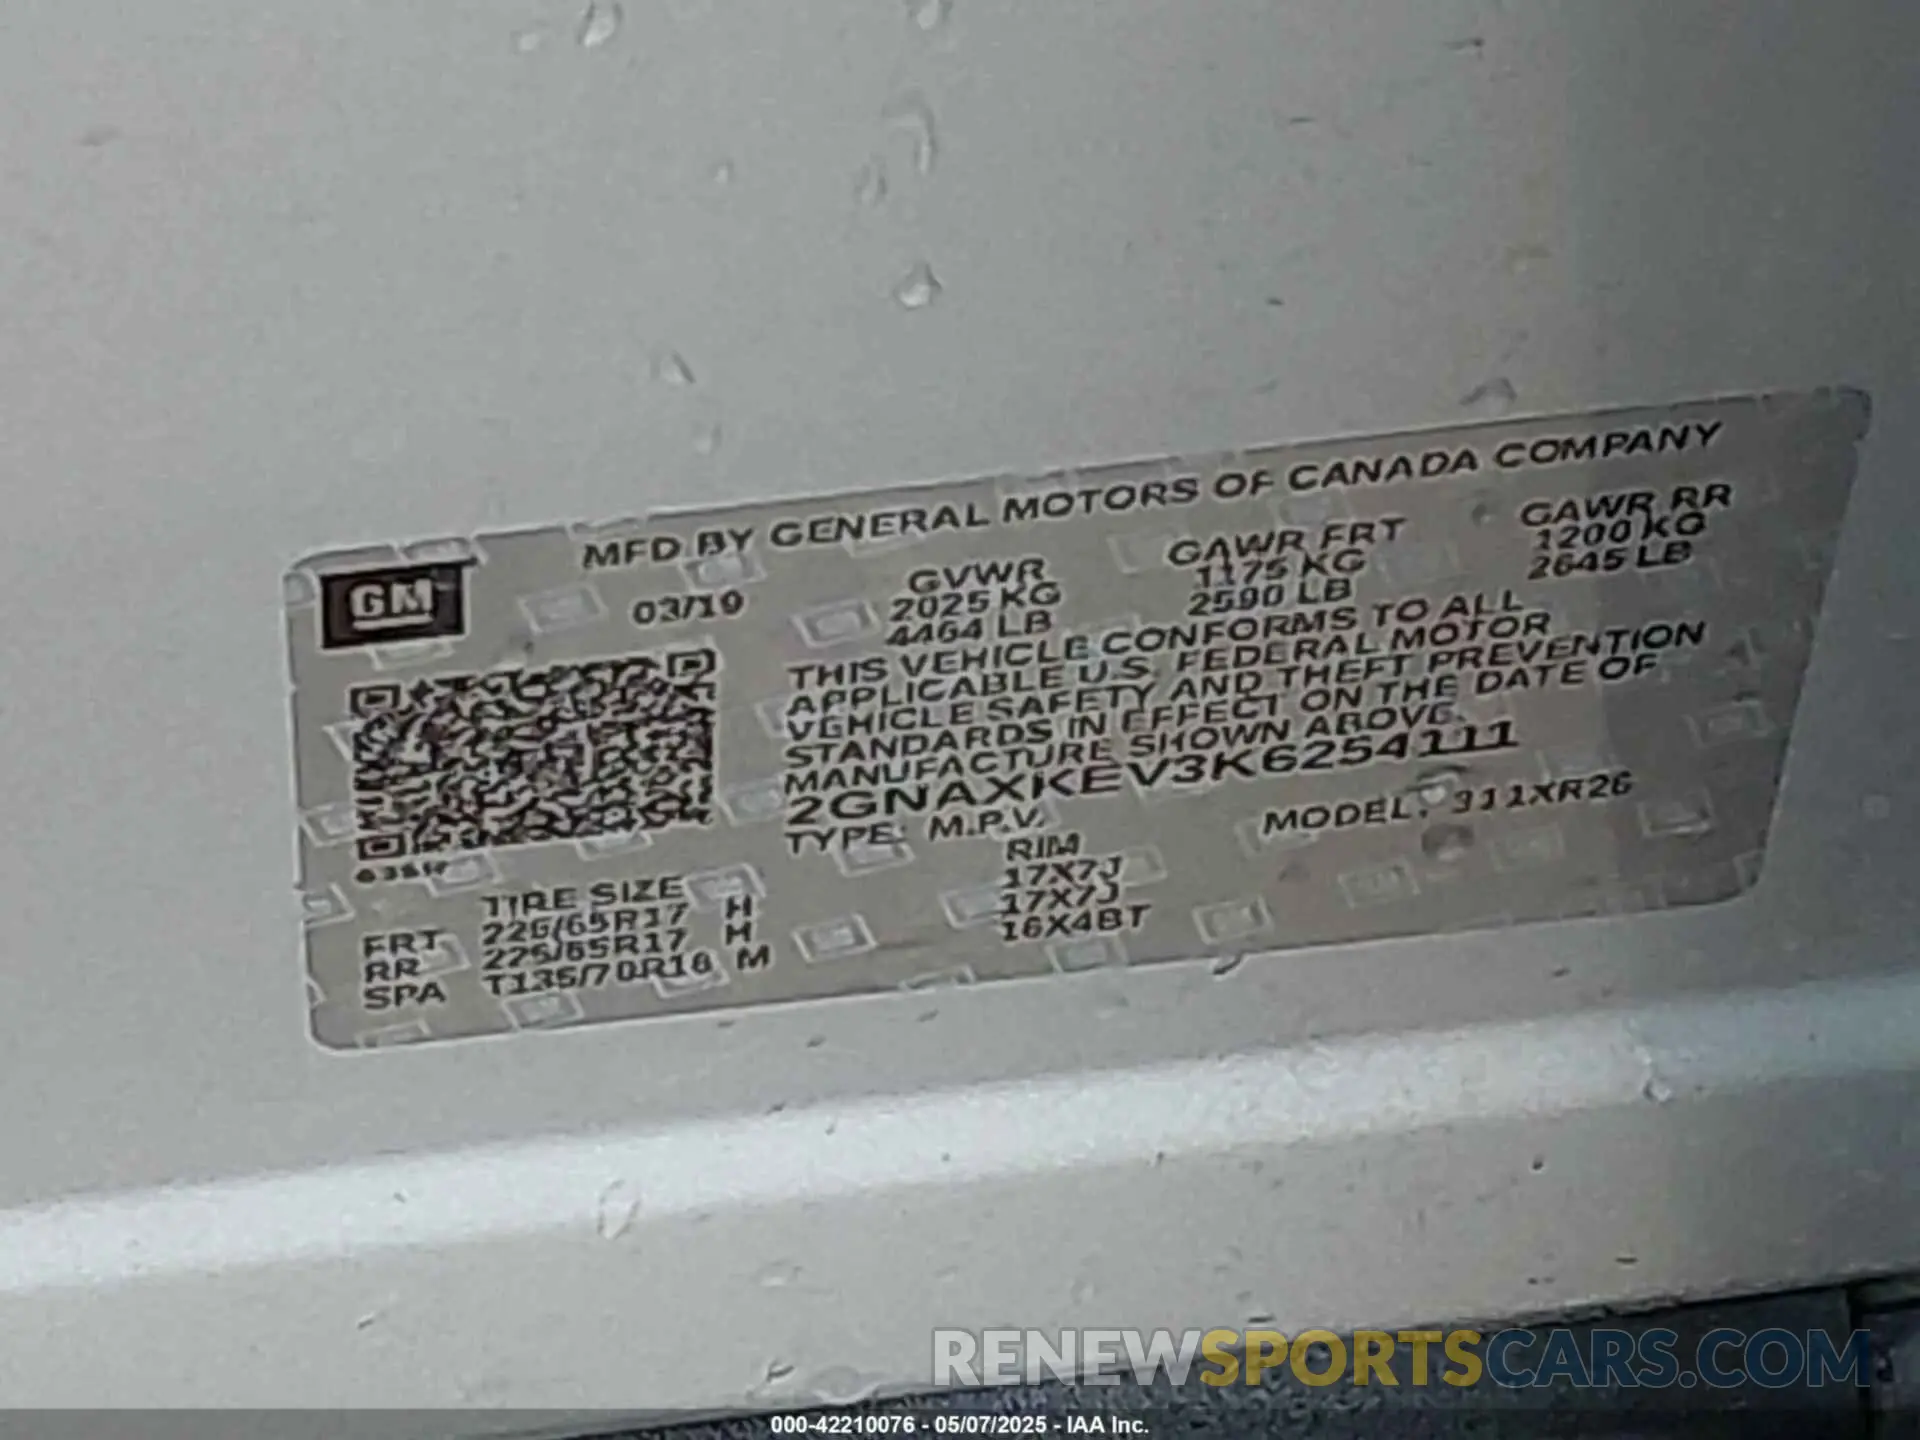 MFD BY GENERAL MOTORS OF CANADA COMPANY
GM
03/19
GVWR GAWR FRT GAWR RR
2025 KG 1175 KG 1200 KG
4464 LB 2590 LB 2645 LB
THIS VEHICLE CONFORMS TO ALL
APPLICABLE U.S. FEDERAL MOTOR
VEHICLE SAFETY AND THEFT PREVENTION
STANDARDS IN EFFECT ON THE DATE OF
MANUFACTURE SHOWN ABOVE.
2GNAXKEV3K6254111
TYPE: M.P.V. MODEL: 311XR26
TIRE SIZE RIM
FRT 225/65R17 H 17X7J
RR 225/65R17 H 17X7J
SPA T135/70R16 M 16X4BT
RENEWSPORTSCARS.COM
000-42210076 - 05/07/2025 - IAA Inc.